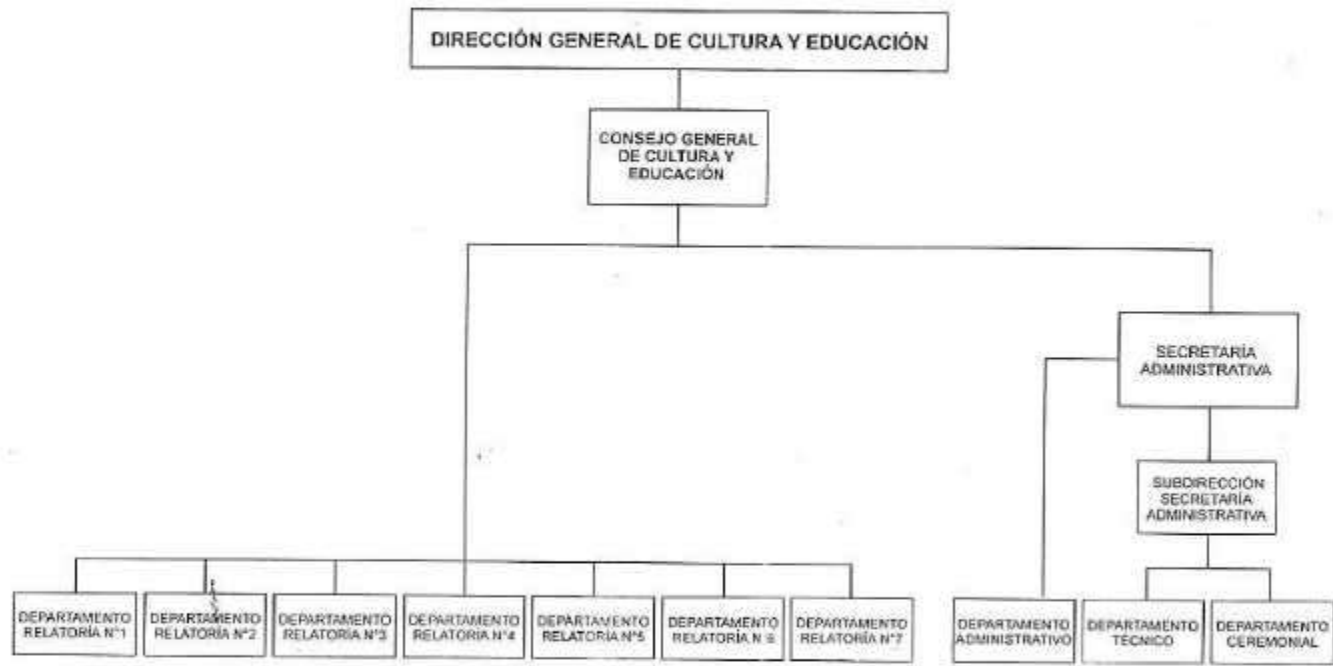 DIRECCIÓN GENERAL DE CULTURA Y EDUCACIÓN
CONSEJO GENERAL
DE CULTURA Y
EDUCACIÓN
SECRETARÍA
ADMINISTRATIVA
SUBDIRECCIÓN
SECRETARÍA
ADMINISTRATIVA
DEPARTAMENTO
RELATORÍA N°1
DEPARTAMENTO
RELATORÍA N°2
DEPARTAMENTO
RELATORÍA N°3
DEPARTAMENTO
RELATORÍA N°4
DEPARTAMENTO
RELATORÍA N°5
DEPARTAMENTO
RELATORÍA N°6
DEPARTAMENTO
RELATORÍA N°7
DEPARTAMENTO
ADMINISTRATIVO
DEPARTAMENTO
TÉCNICO
DEPARTAMENTO
CEREMONIAL